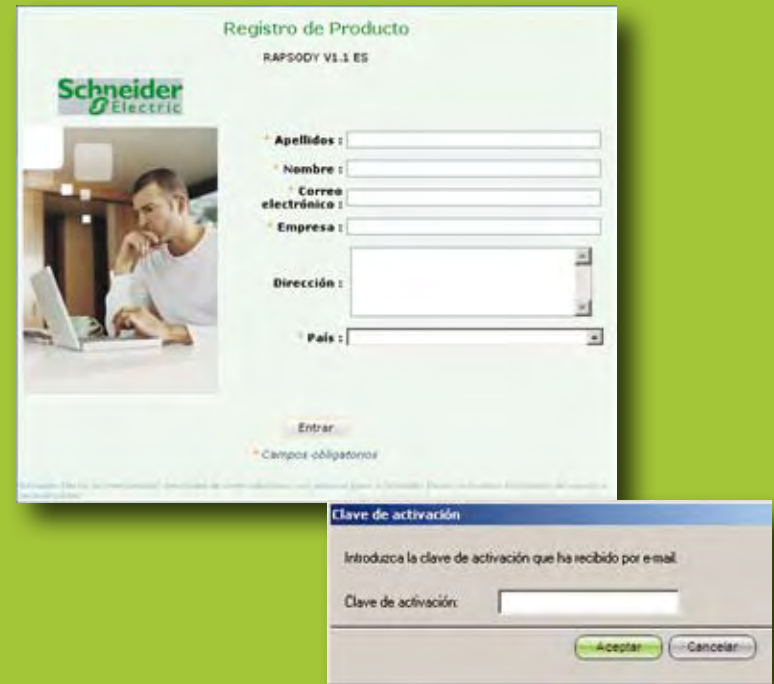 Registro de Producto
RAPSODY V1.1 ES
Schneider
Electric
* Apellidos :
* Nombre :
* Correo
electrónico :
* Empresa :
Dirección :
* País :
Entrar
* Campos obligatorios
Clave de activación
Introduzca la clave de activación que ha recibido por e-mail
Clave de activación:
Aceptar
Cancelar